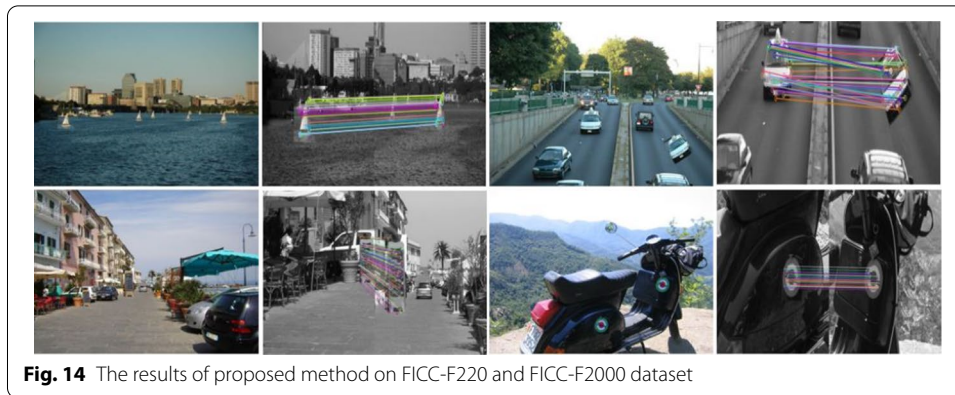 Fig. 14 The results of proposed method on FICC-F220 and FICC-F2000 dataset